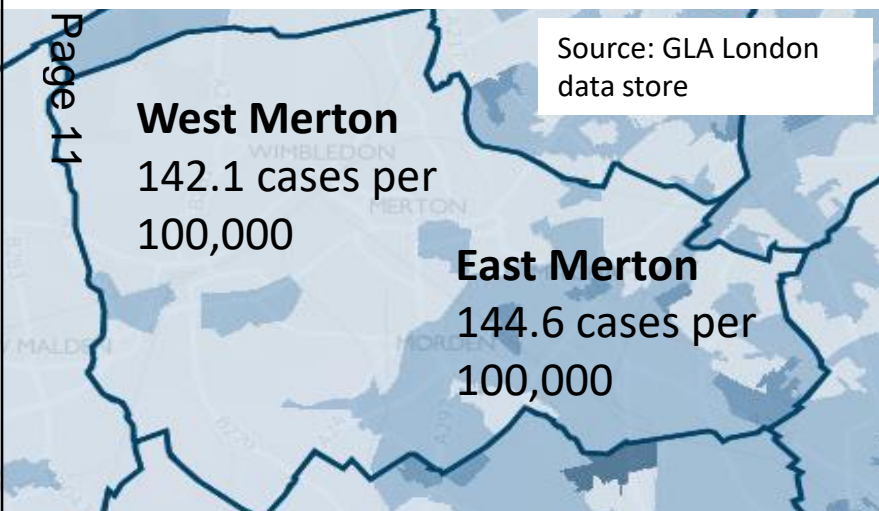 Page 11
Source: GLA London
data store
West Merton
142.1 cases per
100,000
WIMBLEDON
MERTON
East Merton
144.6 cases per
100,000
MORDEN